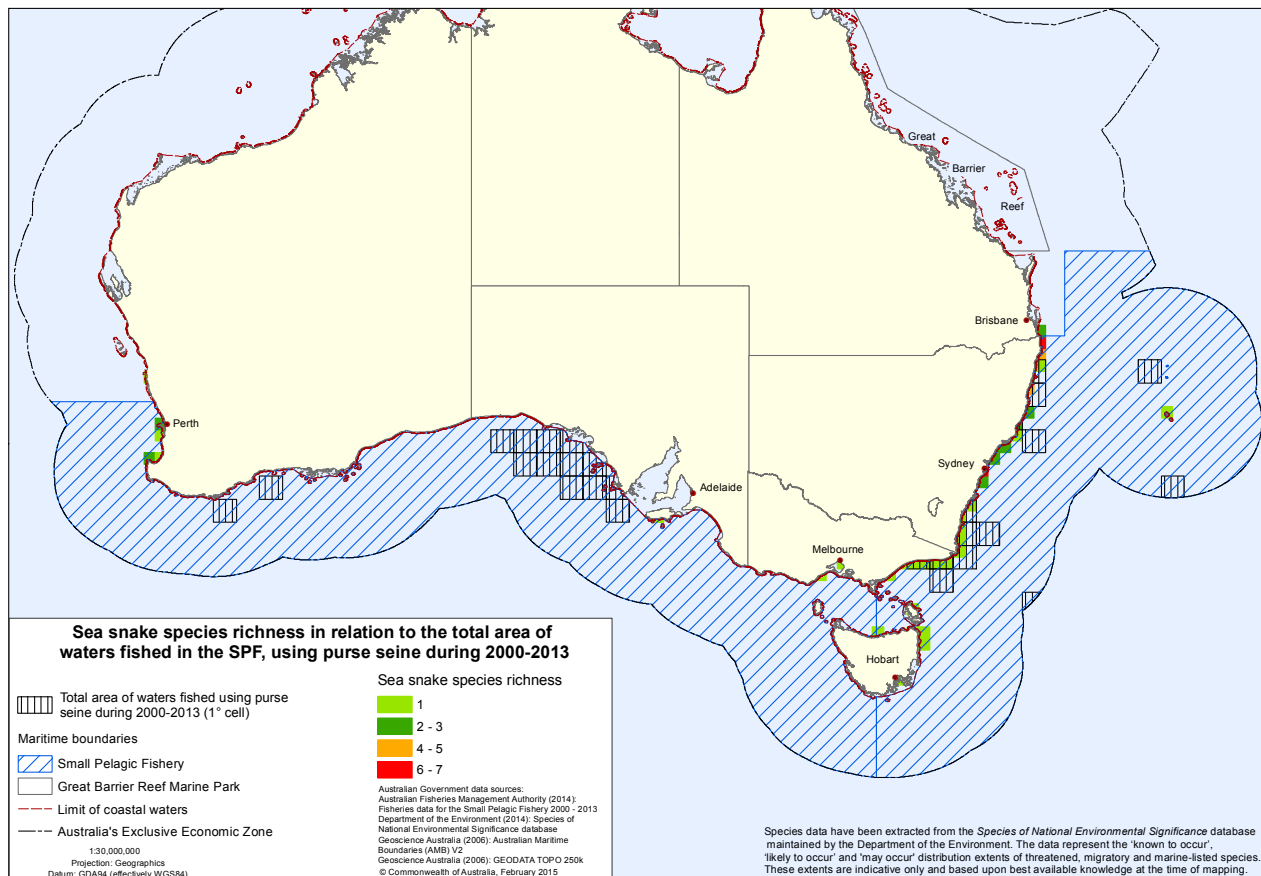 Great
Barrier
Reef
Brisbane
Perth
Sydney
Adelaide
Melbourne
Hobart
Sea snake species richness in relation to the total area of
waters fished in the SPF, using purse seine during 2000-2013
Total area of waters fished using purse
seine during 2000-2013 (1° cell)
Maritime boundaries
Small Pelagic Fishery
Great Barrier Reef Marine Park
Limit of coastal waters
Australia's Exclusive Economic Zone
1:30,000,000
Projection: Geographics
Datum: GDA94 (effectively WGS84)
Sea snake species richness
1
2 - 3
4 - 5
6 - 7
Australian Government data sources:
Australian Fisheries Management Authority (2014):
Fisheries data for the Small Pelagic Fishery 2000 - 2013
Department of the Environment (2014): Species of
National Environmental Significance database
Geoscience Australia (2006): Australian Maritime
Boundaries (AMB) V2
Geoscience Australia (2006): GEODATA TOPO 250k
© Commonwealth of Australia, February 2015
Species data have been extracted from the Species of National Environmental Significance database
maintained by the Department of the Environment. The data represent the 'known to occur',
'likely to occur' and 'may occur' distribution extents of threatened, migratory and marine-listed species.
These extents are indicative only and based upon best available knowledge at the time of mapping.